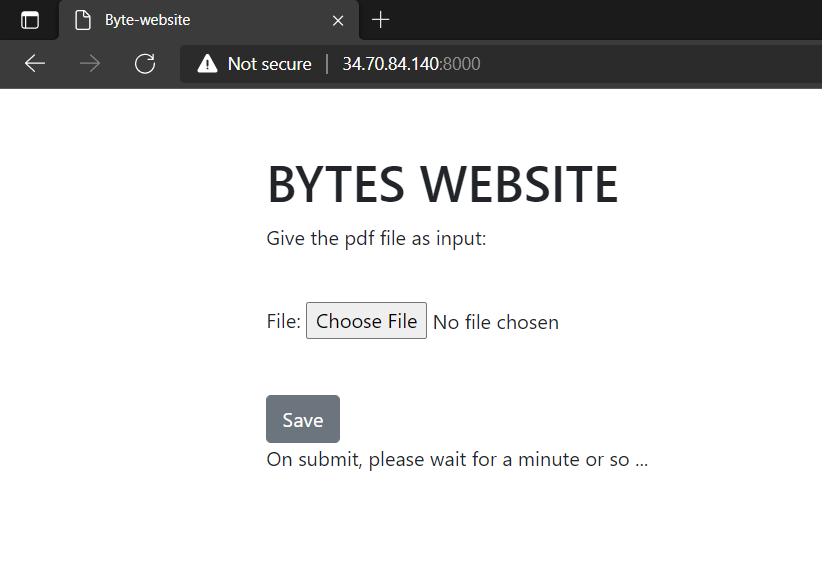 Byte-website
Not secure | 34.70.84.140:8000
BYTES WEBSITE
Give the pdf file as input:
File: Choose File No file chosen
Save
On submit, please wait for a minute or so ...